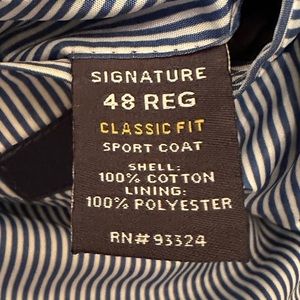 SIGNATURE
48 REG
CLASSIC FIT
SPORT COAT
SHELL:
100% COTTON
LINING:
100% POLYESTER
RN# 93324